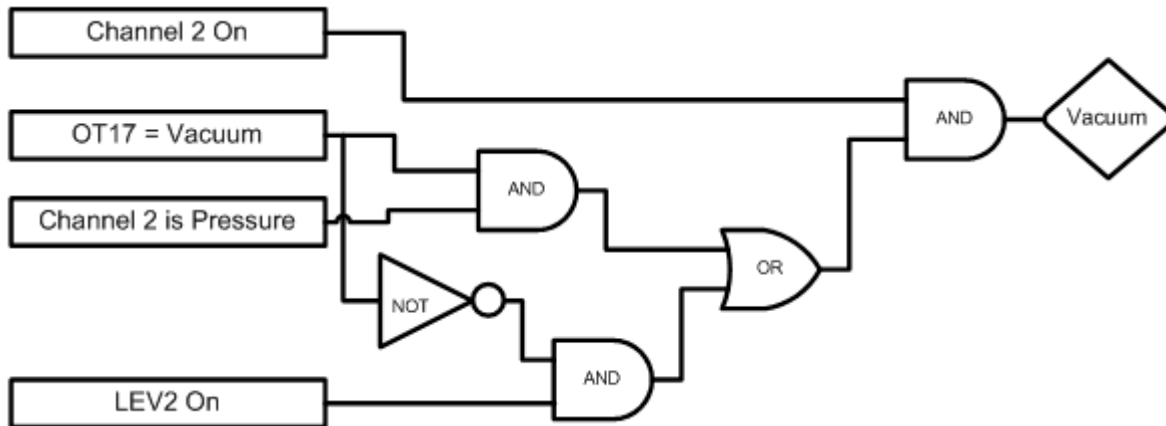 Channel 2 On
OT17 = Vacuum
Channel 2 is Pressure
LEV2 On
AND
NOT
AND
OR
AND
Vacuum